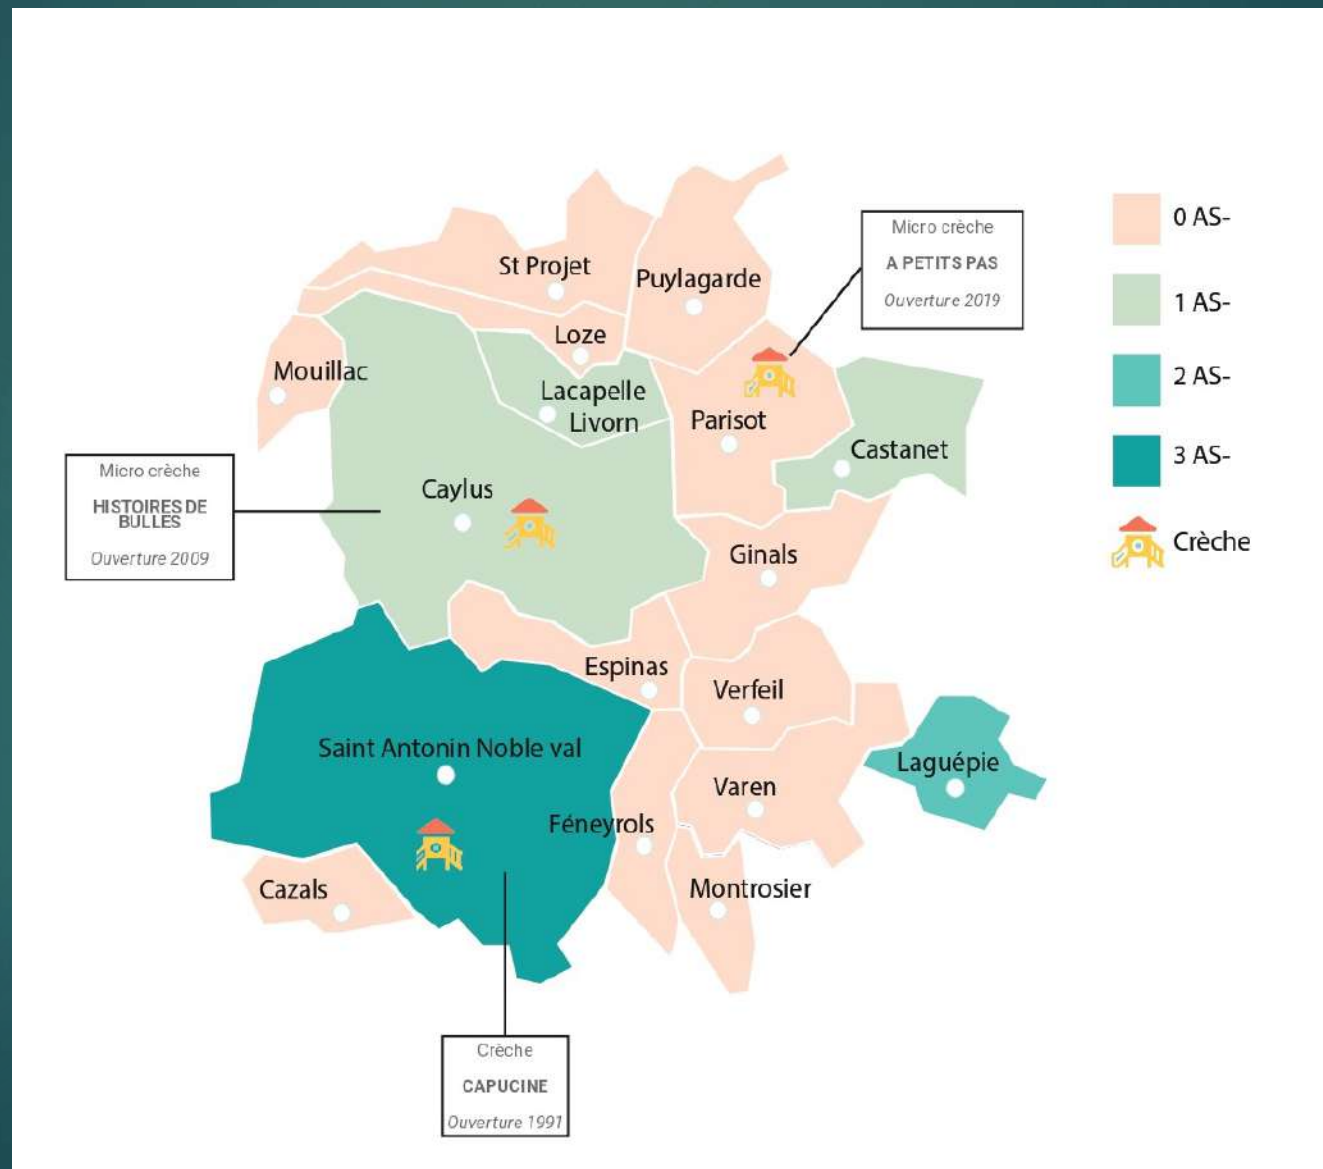 St Projet
Puylagarde
Loze
Mouillac
Lacapelle
Livorn
Parisot
Castanet
Caylus
Ginals
Espinas
Verfeil
Saint Antonin Noble val
Laguépie
Varen
Féneyrols
Cazals
Montrosier
Micro crèche
A PETITS PAS
Ouverture 2019
Micro crèche
HISTOIRES DE
BULLES
Ouverture 2009
Crèche
CAPUCINE
Ouverture 1991
0 AS-
1 AS-
2 AS-
3 AS-
Crèche